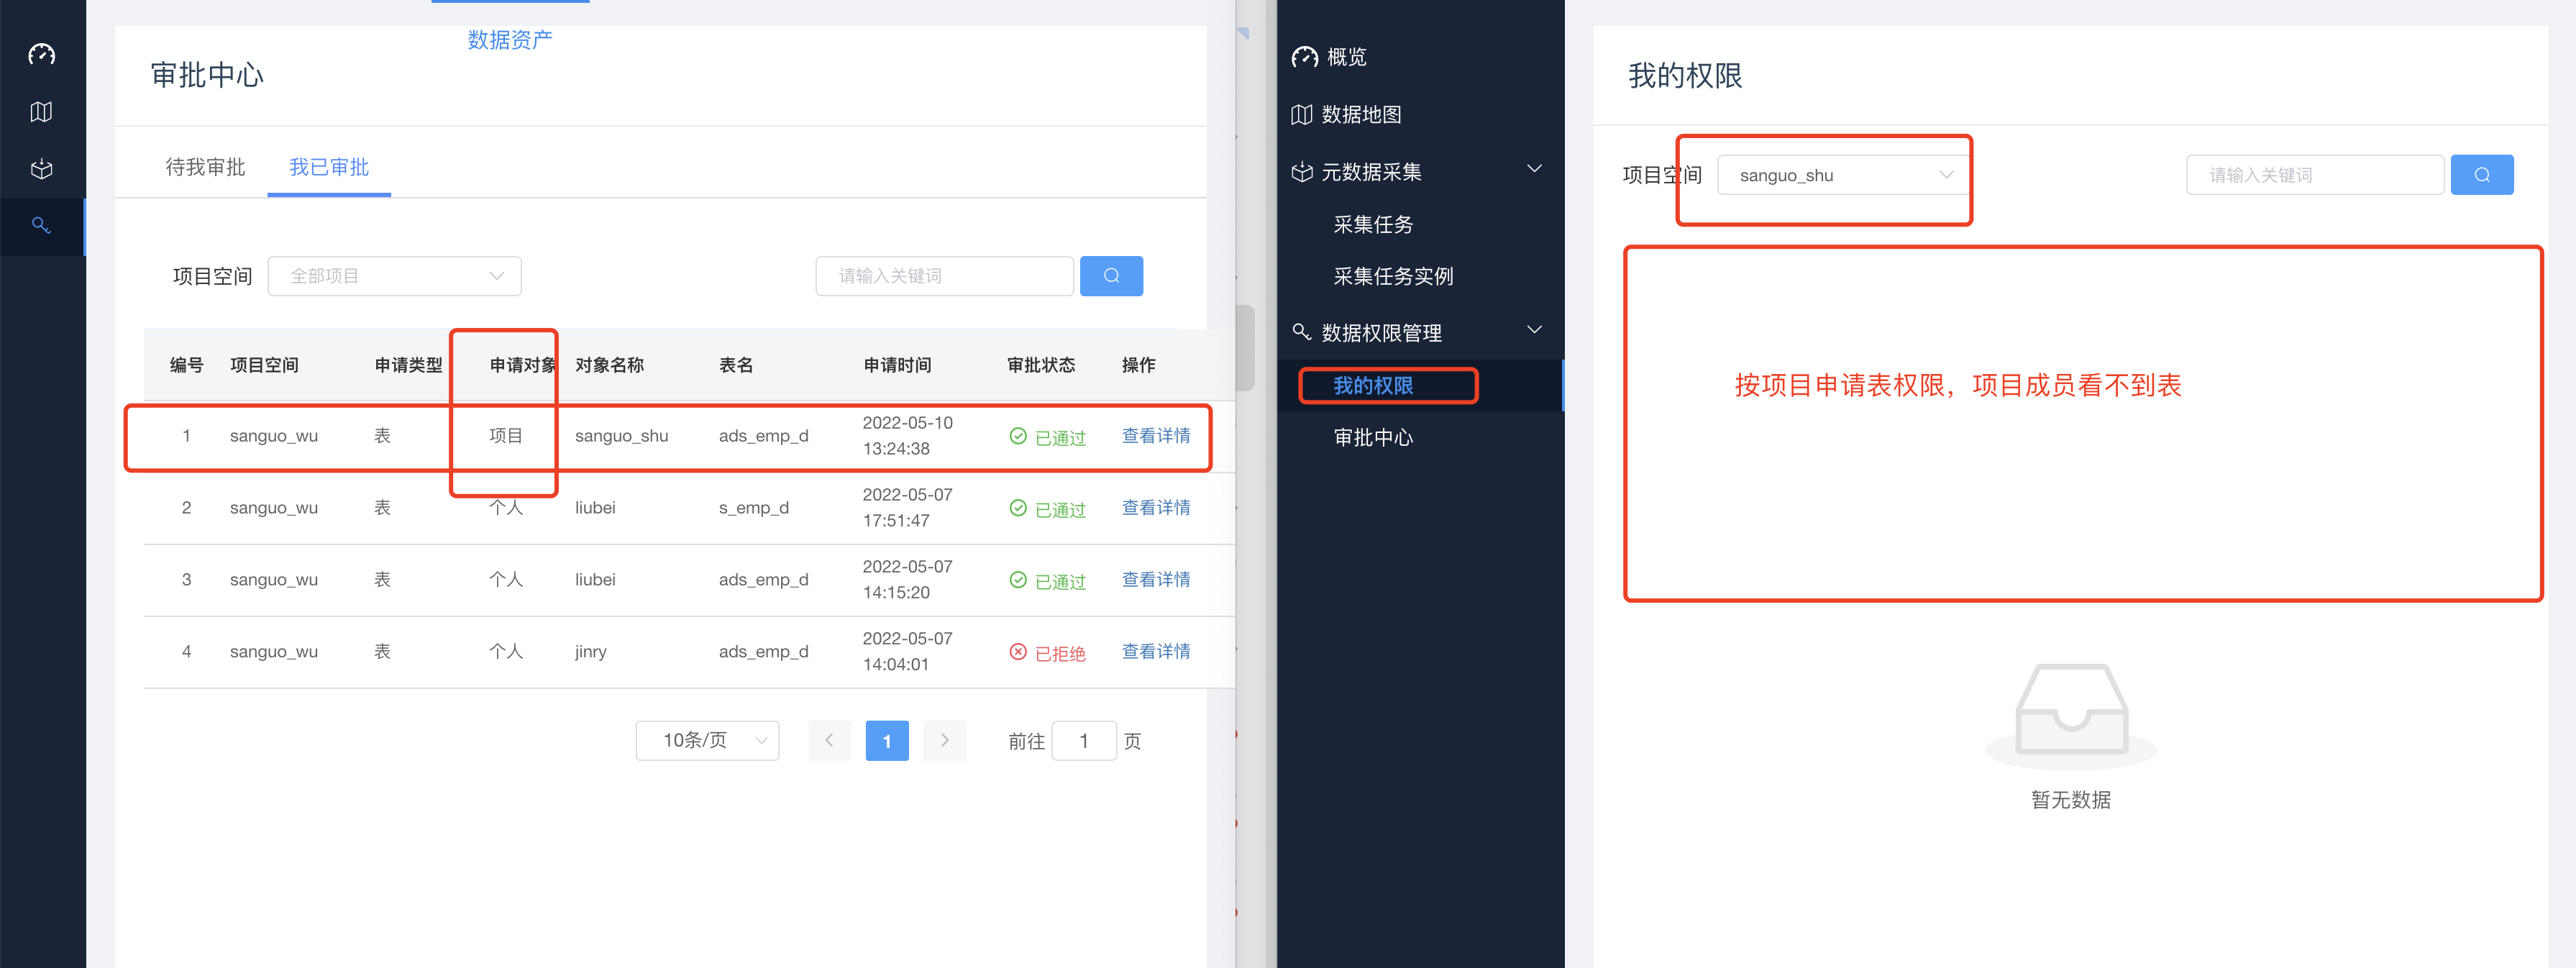 数据资产
审批中心
待我审批 我已审批
项目空间 全部项目 请输入关键词
编号 项目空间 申请类型 申请对象 对象名称 表名 申请时间 审批状态 操作
1 sanguo_wu 表 项目 sanguo_shu ads_emp_d 2022-05-10 13:24:38 已通过 查看详情
2 sanguo_wu 表 个人 liubei s_emp_d 2022-05-07 17:51:47 已通过 查看详情
3 sanguo_wu 表 个人 liubei ads_emp_d 2022-05-07 14:15:20 已通过 查看详情
4 sanguo_wu 表 个人 jinry ads_emp_d 2022-05-07 14:04:01 已拒绝 查看详情
10条/页 1 前往 1 页
概览
数据地图
元数据采集
采集任务
采集任务实例
数据权限管理
我的权限
审批中心
我的权限
项目空间 sanguo_shu 请输入关键词
按项目申请表权限，项目成员看不到表
暂无数据